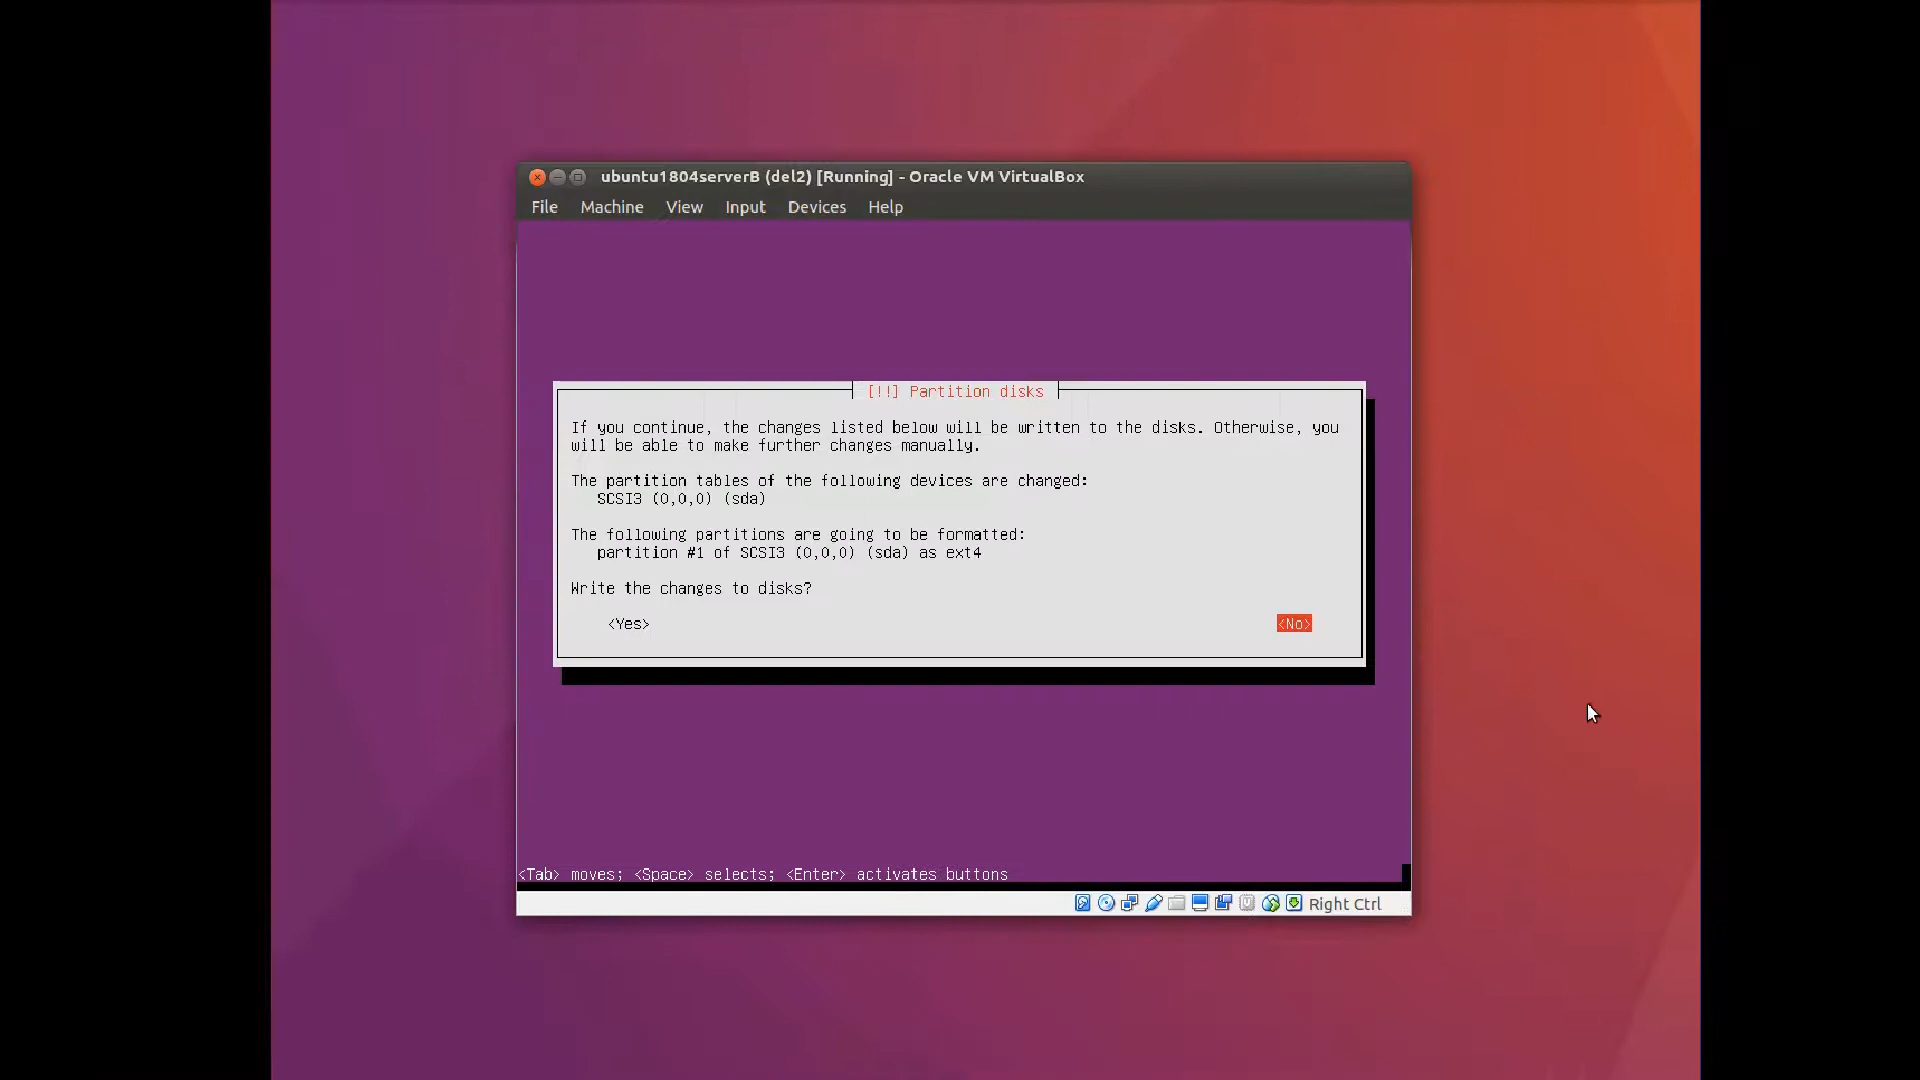 ubuntu1804serverB (del2) [Running] - Oracle VM VirtualBox
File Machine View Input Devices Help
[!!] Partition disks
If you continue, the changes listed below will be written to the disks. Otherwise, you
will be able to make further changes manually.
The partition tables of the following devices are changed:
SCSI3 (0,0,0) (sda)
The following partitions are going to be formatted:
partition #1 of SCSI3 (0,0,0) (sda) as ext4
Write the changes to disks?
<Yes> <No>
<Tab> moves; <Space> selects; <Enter> activates buttons
Right Ctrl